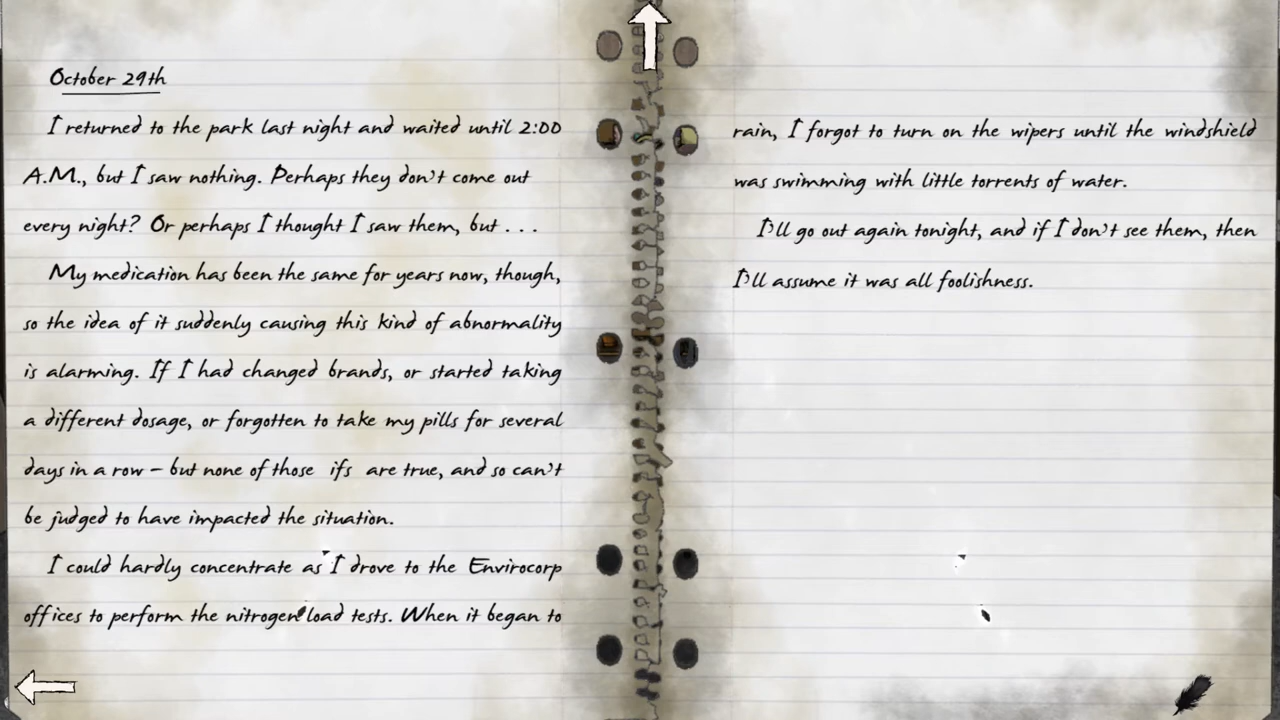 October 29th
I returned to the park last night and waited until 2:00
A.M., but I saw nothing. Perhaps they don't come out
every night? Or perhaps I thought I saw them, but . . .
My medication has been the same for years now, though,
so the idea of it suddenly causing this kind of abnormality
is alarming. If I had changed brands, or started taking
a different dosage, or forgotten to take my pills for several
days in a row – but none of those ifs are true, and so can't
be judged to have impacted the situation.
I could hardly concentrate as I drove to the Envirocorp
offices to perform the nitrogen load tests. When it began to
rain, I forgot to turn on the wipers until the windshield
was swimming with little torrents of water.
I'll go out again tonight, and if I don't see them, then
I'll assume it was all foolishness.